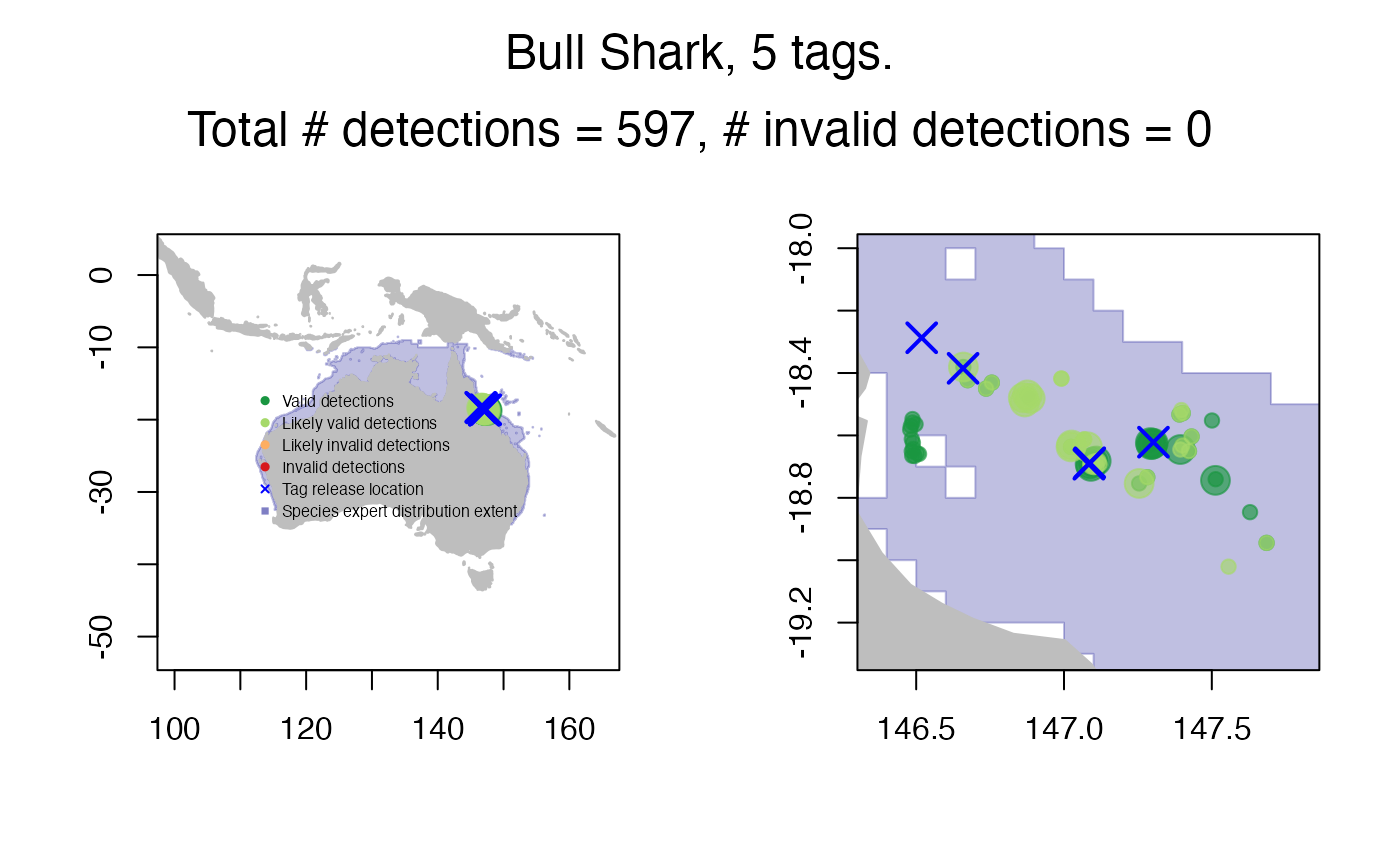 Bull Shark, 5 tags.
Total # detections = 597, # invalid detections = 0
0
-10
-30
-50
100
120
140
160
Valid detections
Likely valid detections
Likely invalid detections
Invalid detections
Tag release location
Species expert distribution extent
-18.0
-18.4
-18.8
-19.2
146.5
147.0
147.5